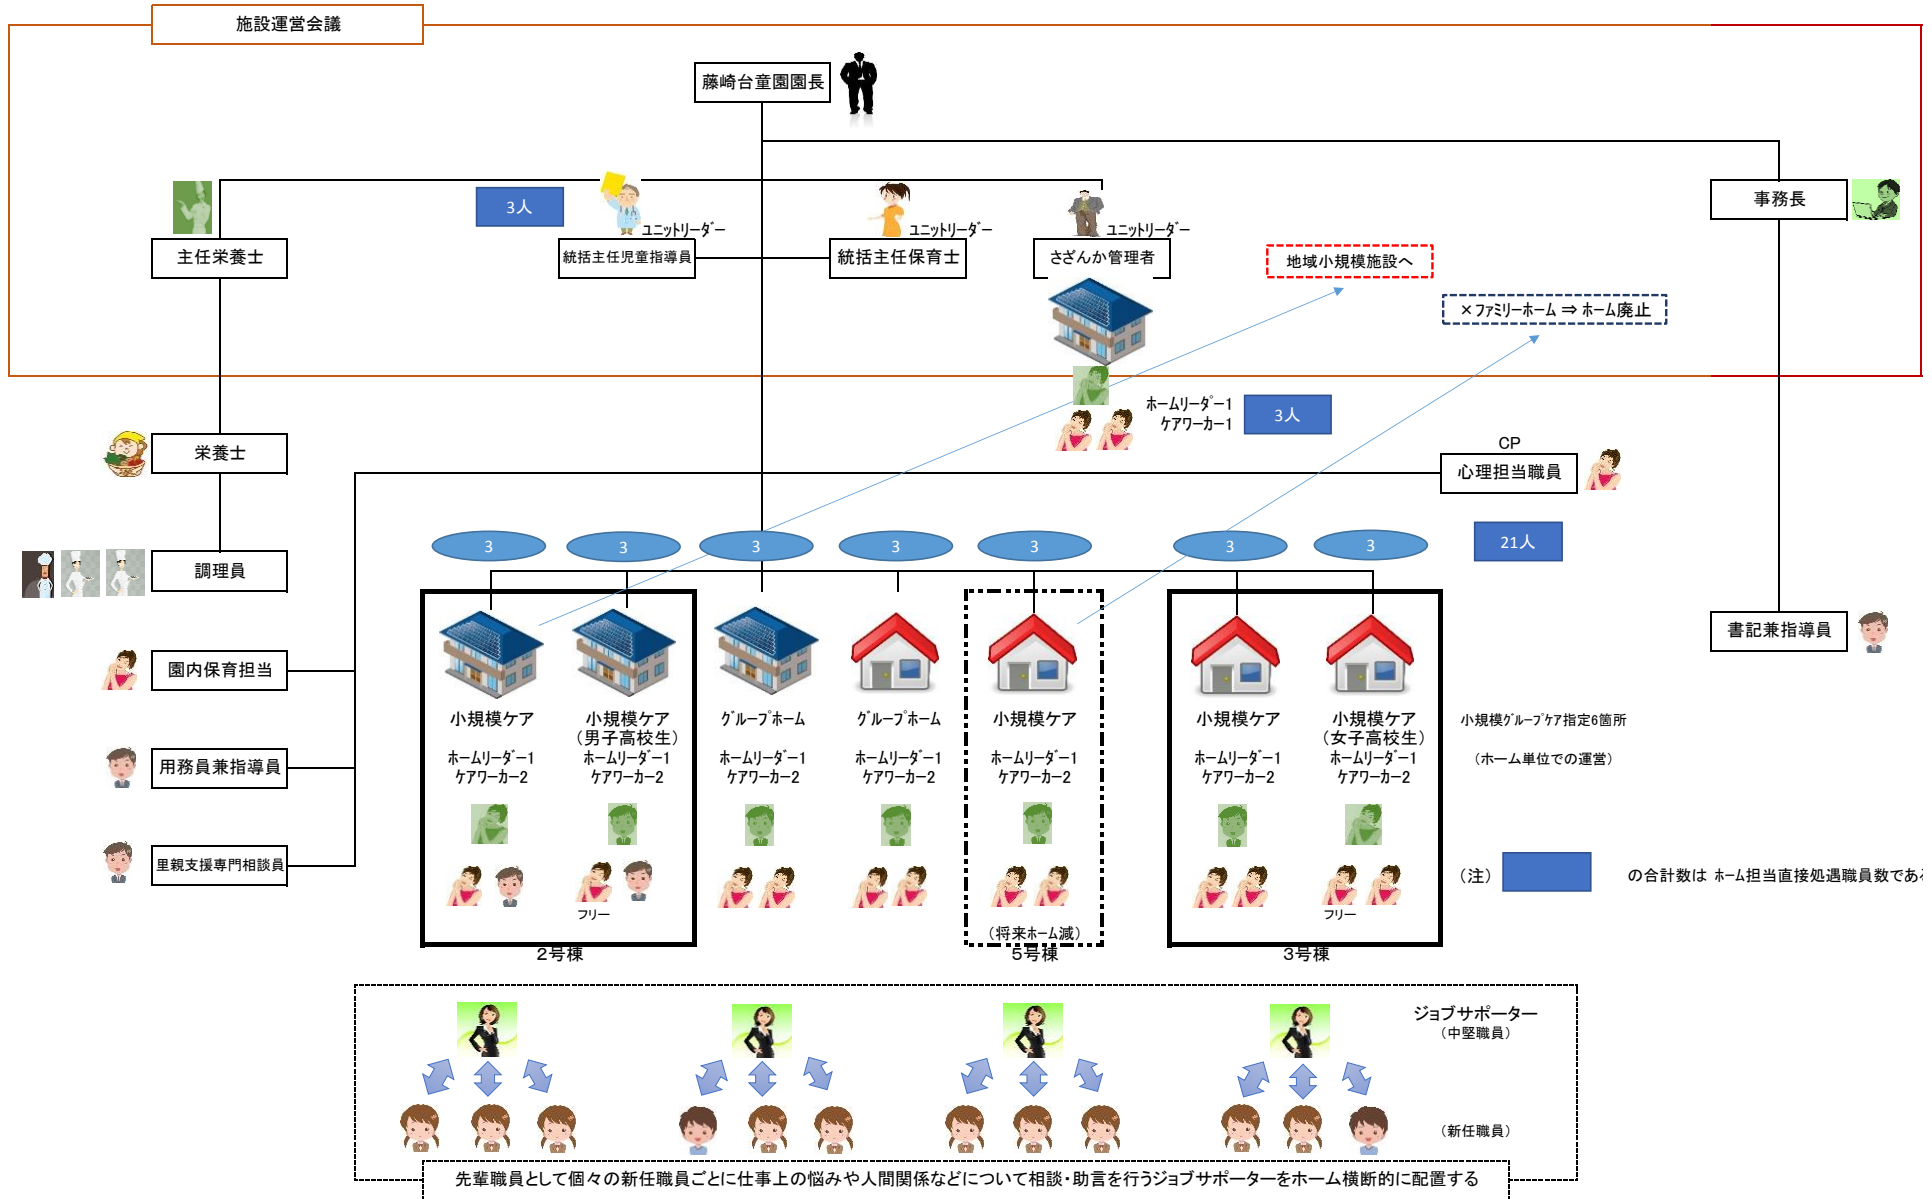 施設運営会議
藤崎台童園園長
3人
ユニットリーダー
ユニットリーダー
ユニットリーダー
事務長
主任栄養士
統括主任児童指導員
統括主任保育士
さざんか管理者
地域小規模施設へ
×ファミリーホーム ⇒ ホーム廃止
ホームリーダー1
ケアワーカー1
3人
栄養士
CP
心理担当職員
調理員
3
3
3
3
3
3
3
21人
園内保育担当
書記兼指導員
用務員兼指導員
里親支援専門相談員
小規模ケア
ホームリーダー1
ケアワーカー2
小規模ケア
(男子高校生)
ホームリーダー1
ケアワーカー2
フリー
2号棟
グループホーム
ホームリーダー1
ケアワーカー2
グループホーム
ホームリーダー1
ケアワーカー2
小規模ケア
ホームリーダー1
ケアワーカー2
(将来ホーム減)
5号棟
小規模ケア
ホームリーダー1
ケアワーカー2
小規模ケア
(女子高校生)
ホームリーダー1
ケアワーカー2
フリー
3号棟
小規模グループケア指定6箇所
(ホーム単位での運営)
(注) の合計数は ホーム担当直接処遇職員数であ
ジョブサポーター
(中堅職員)
(新任職員)
先輩職員として個々の新任職員ごとに仕事上の悩みや人間関係などについて相談・助言を行うジョブサポーターをホーム横断的に配置する